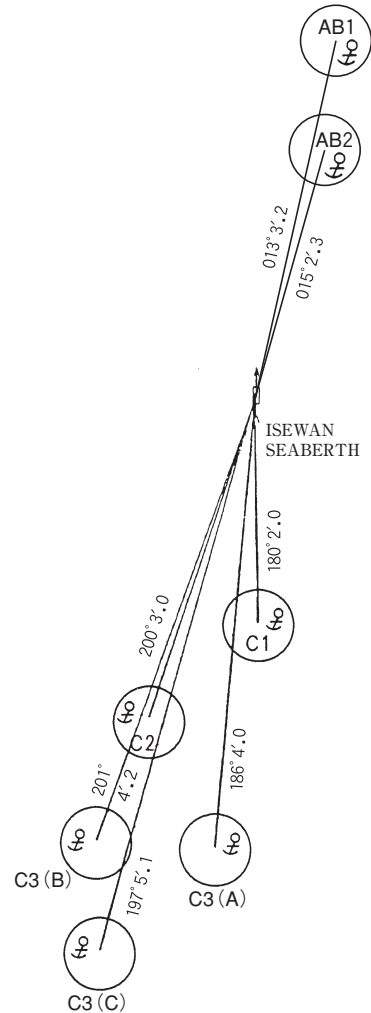 AB1
AB2
013° 3′.2
015° 2′.3
ISEWAN
SEABERTH
180° 2′.0
200° 3′.0
C1
C2
186° 4′.0
201°
4′.2
C3(B)
197° 5′.1
C3(A)
C3(C)